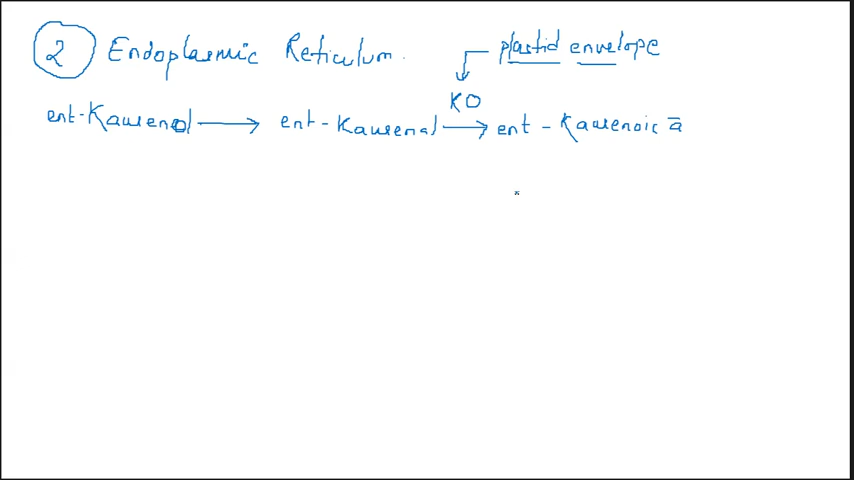 2 Endoplasmic Reticulum.
plastid envelope
KO
ent-Kaurenol → ent-Kaurenal → ent-Kaurenoic ā